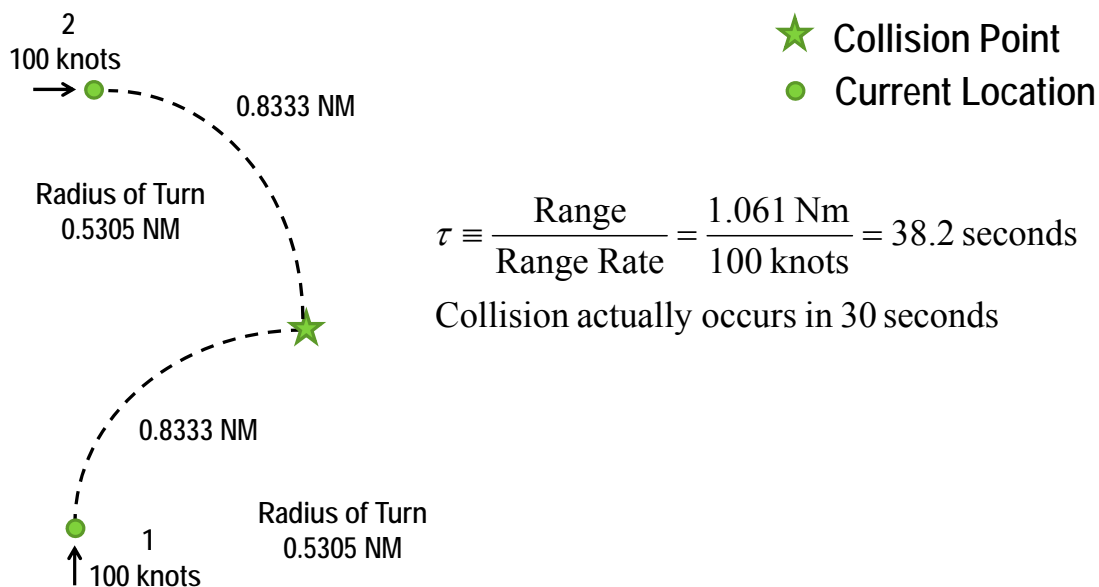 2
100 knots
0.8333 NM
Radius of Turn
0.5305 NM
Collision Point
Current Location
τ ≡ Range / Range Rate = 1.061 Nm / 100 knots = 38.2 seconds
Collision actually occurs in 30 seconds
0.8333 NM
1
100 knots
Radius of Turn
0.5305 NM